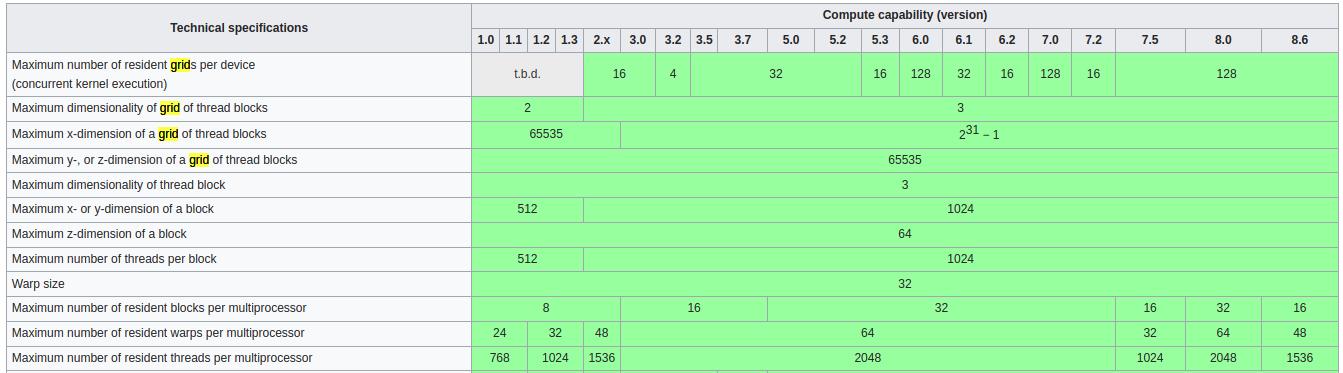 Technical specifications
Compute capability (version)
1.0 1.1 1.2 1.3 2.x 3.0 3.2 3.5 3.7 5.0 5.2 5.3 6.0 6.1 6.2 7.0 7.2 7.5 8.0 8.6
Maximum number of resident grids per device
(concurrent kernel execution)
t.b.d. 16 4 32 16 128 32 16 128 16 128
Maximum dimensionality of grid of thread blocks 2 3
Maximum x-dimension of a grid of thread blocks 65535 2^31 − 1
Maximum y-, or z-dimension of a grid of thread blocks 65535
Maximum dimensionality of thread block 3
Maximum x- or y-dimension of a block 512 1024
Maximum z-dimension of a block 64
Maximum number of threads per block 512 1024
Warp size 32
Maximum number of resident blocks per multiprocessor 8 16 32 16 32 16
Maximum number of resident warps per multiprocessor 24 32 48 64 32 64 48
Maximum number of resident threads per multiprocessor 768 1024 1536 2048 1024 2048 1536